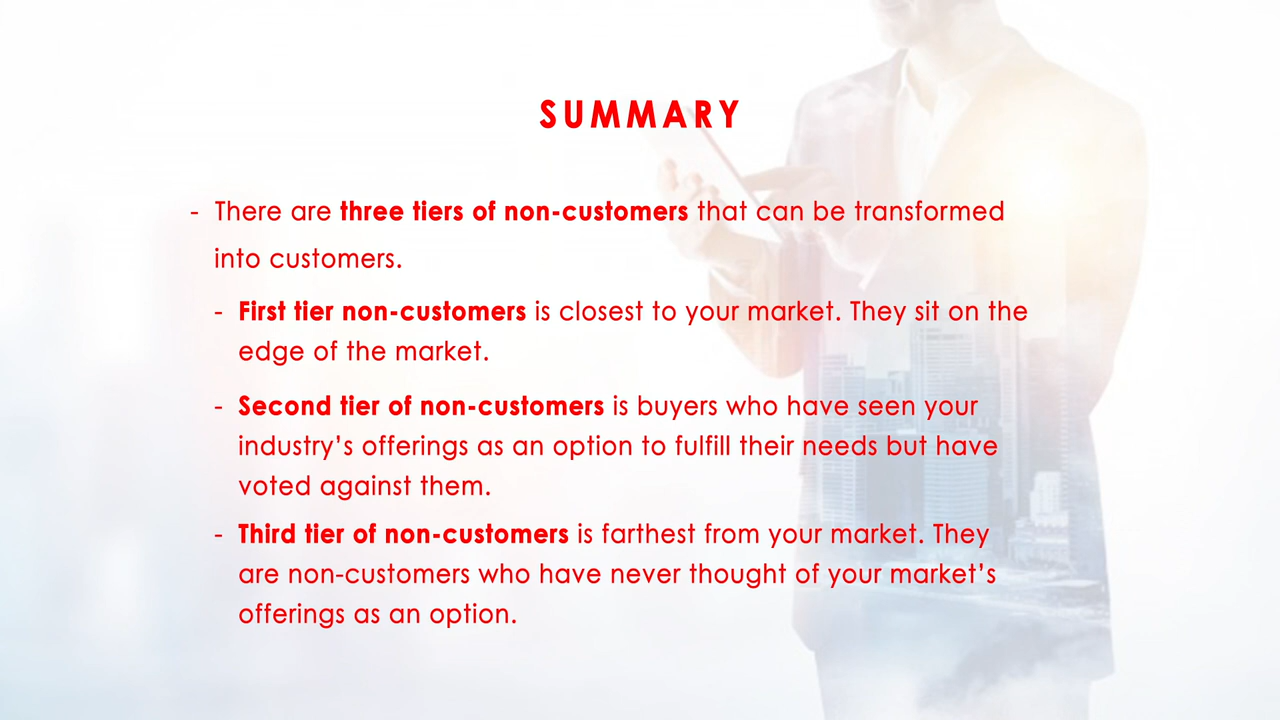 SUMMARY
- There are three tiers of non-customers that can be transformed
into customers.
- First tier non-customers is closest to your market. They sit on the
edge of the market.
- Second tier of non-customers is buyers who have seen your
industry’s offerings as an option to fulfill their needs but have
voted against them.
- Third tier of non-customers is farthest from your market. They
are non-customers who have never thought of your market’s
offerings as an option.